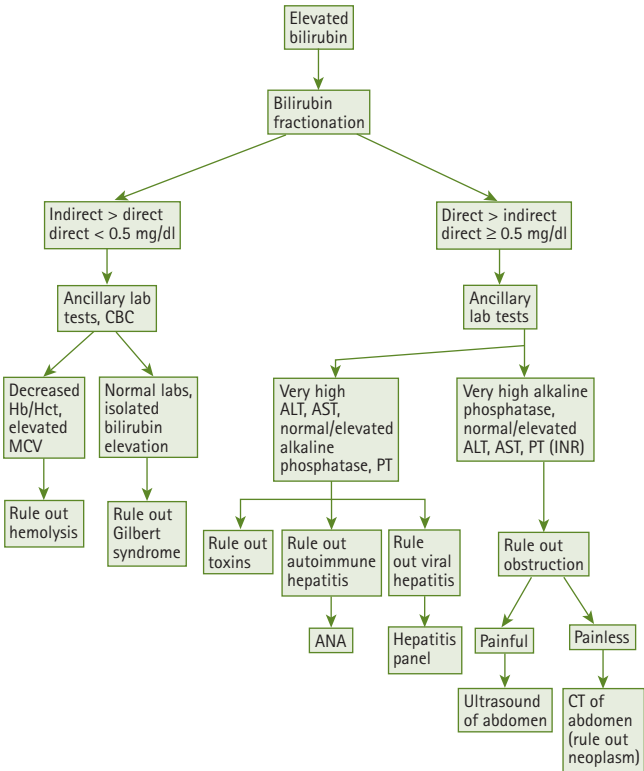 Elevated
bilirubin
Bilirubin
fractionation
Indirect > direct
direct < 0.5 mg/dl
Direct > indirect
direct ≥ 0.5 mg/dl
Ancillary lab
tests, CBC
Ancillary
lab tests
Decreased
Hb/Hct,
elevated
MCV
Normal labs,
isolated
bilirubin
elevation
Very high
ALT, AST,
normal/elevated
alkaline
phosphatase, PT
Very high alkaline
phosphatase,
normal/elevated
ALT, AST, PT (INR)
Rule out
hemolysis
Rule out
Gilbert
syndrome
Rule out
toxins
Rule out
autoimmune
hepatitis
Rule
out viral
hepatitis
Rule out
obstruction
ANA
Hepatitis
panel
Painful
Painless
Ultrasound
of abdomen
CT of
abdomen
(rule out
neoplasm)